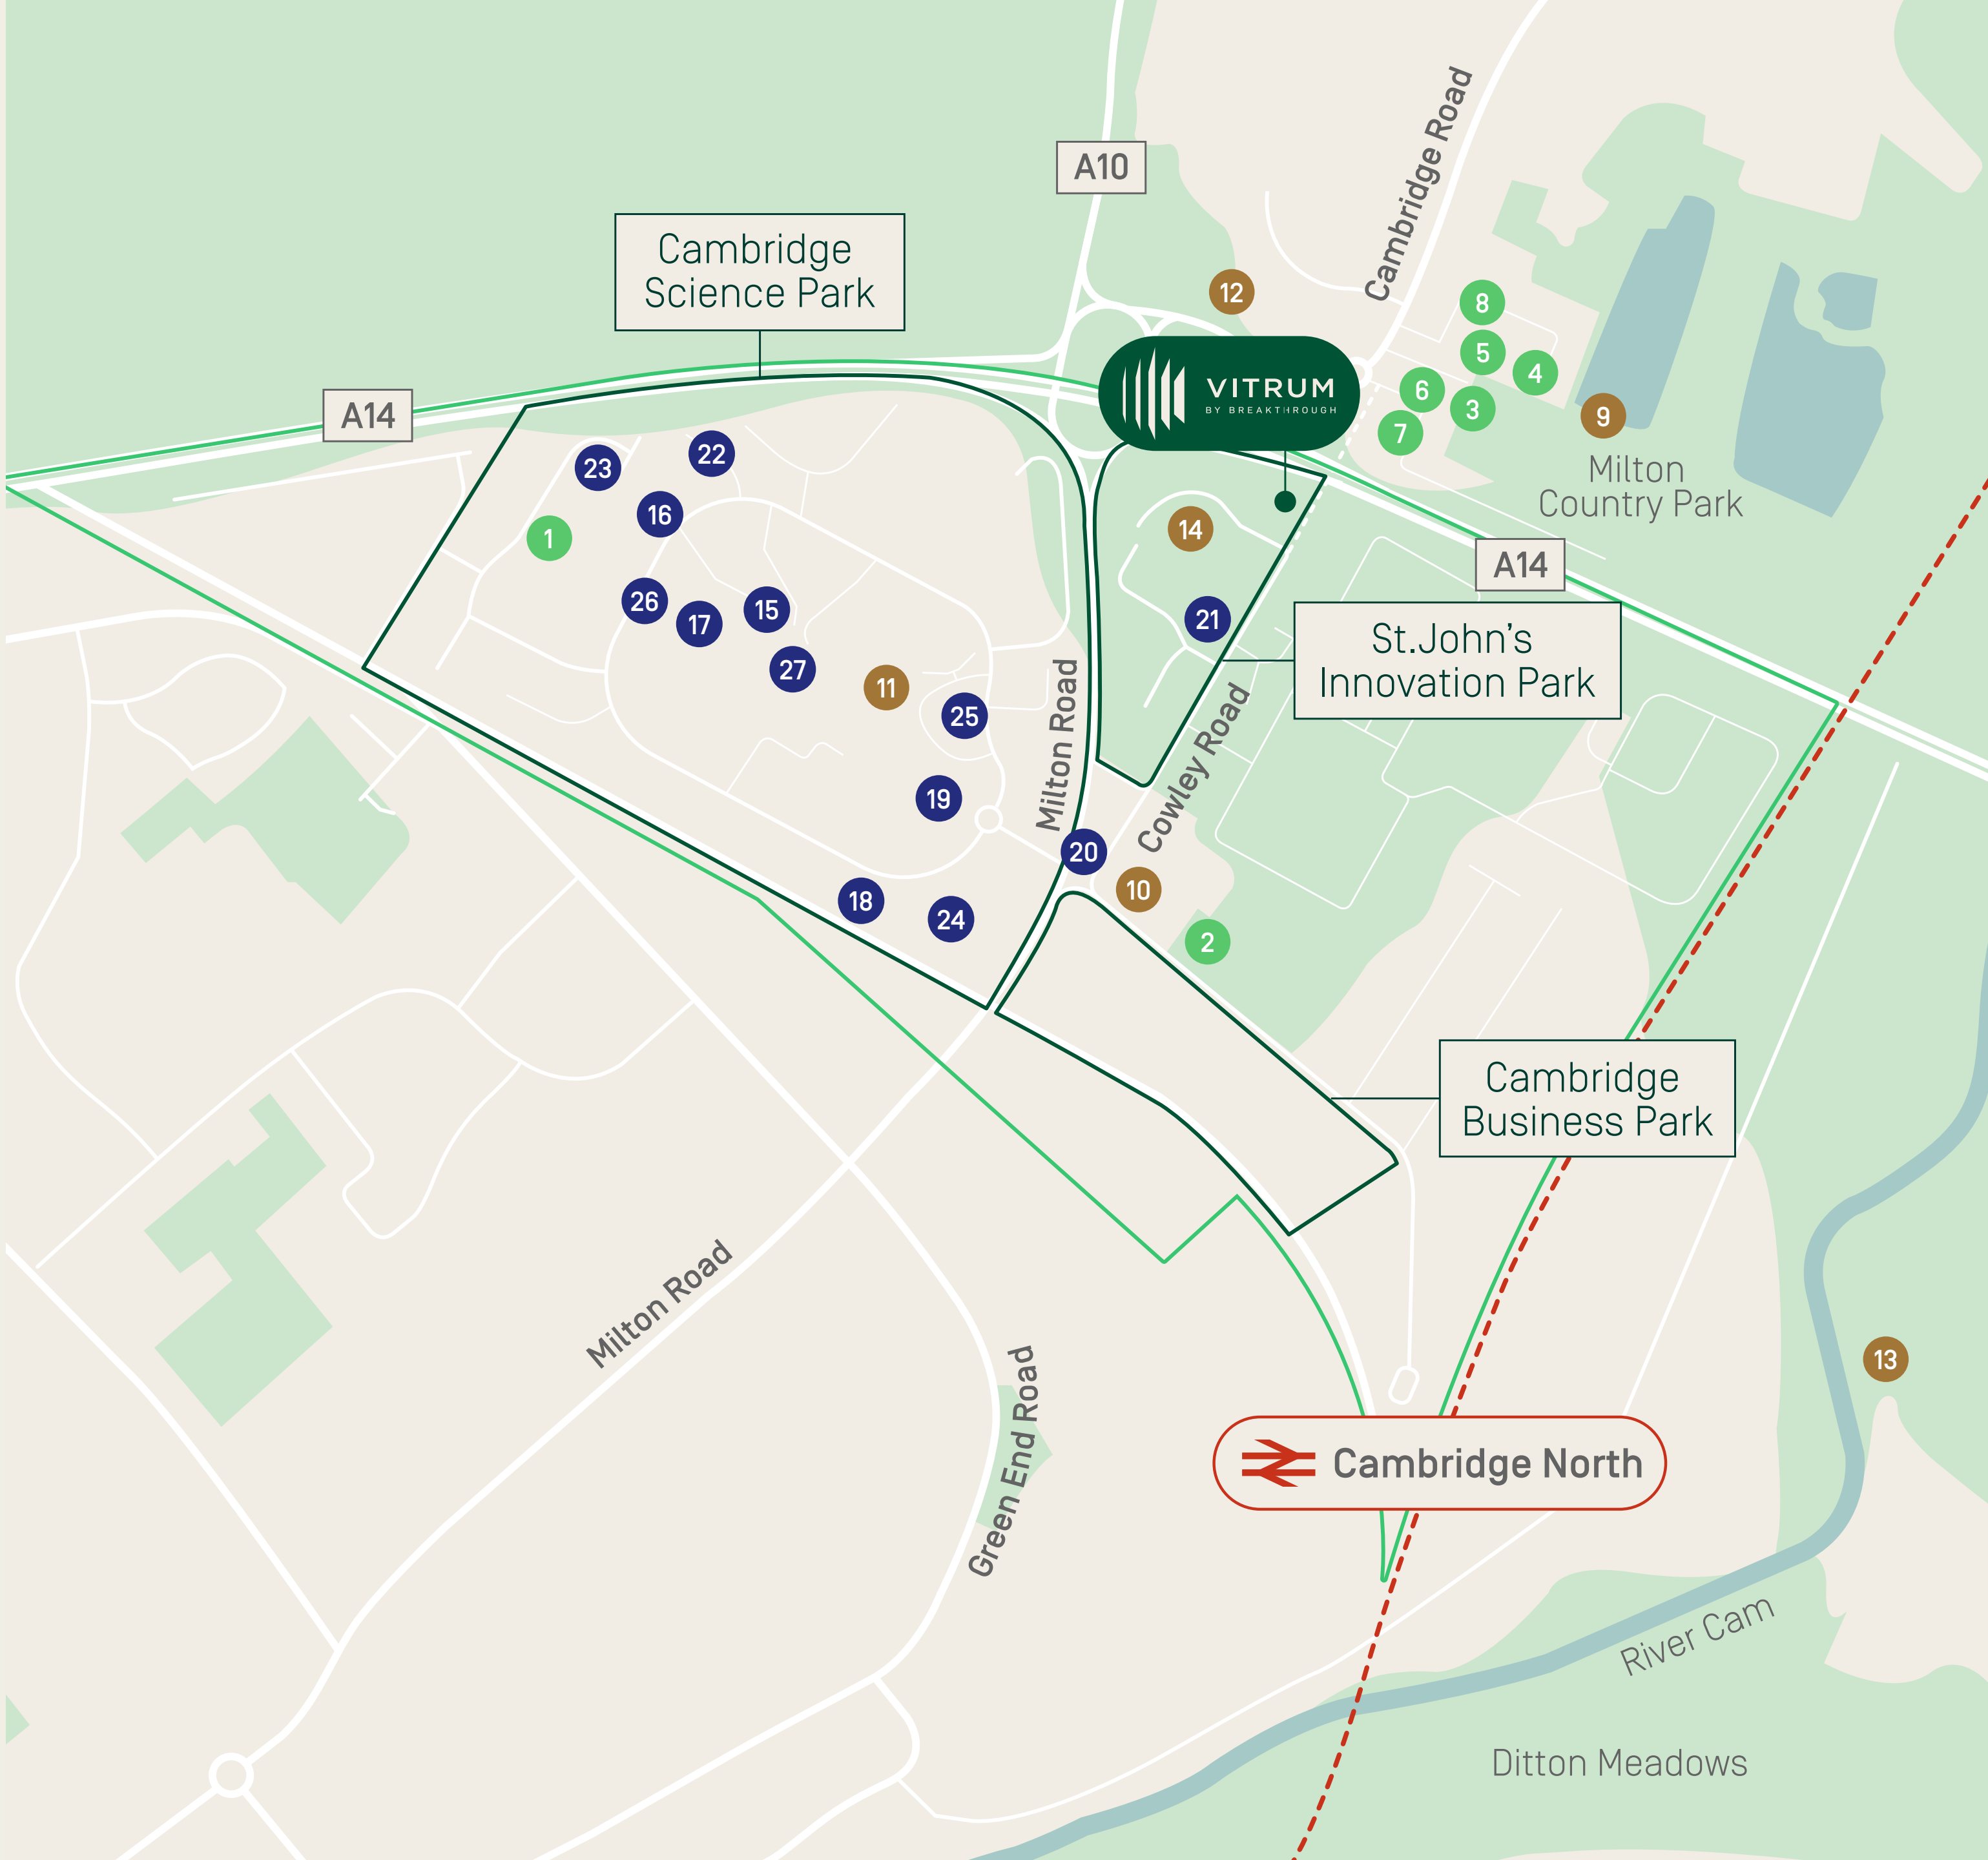 A10
Cambridge Road
Cambridge
Science Park
12
8
VITRUM
BY BREAKTHROUGH
5
4
6
3
7
9
A14
Milton
Country Park
22
23
16
1
14
A14
26
17
15
21
St.John's
Innovation Park
27
11
25
Milton Road
Cowley Road
19
20
10
18
24
2
Cambridge
Business Park
Milton Road
Green End Road
13
Cambridge North
River Cam
Ditton Meadows